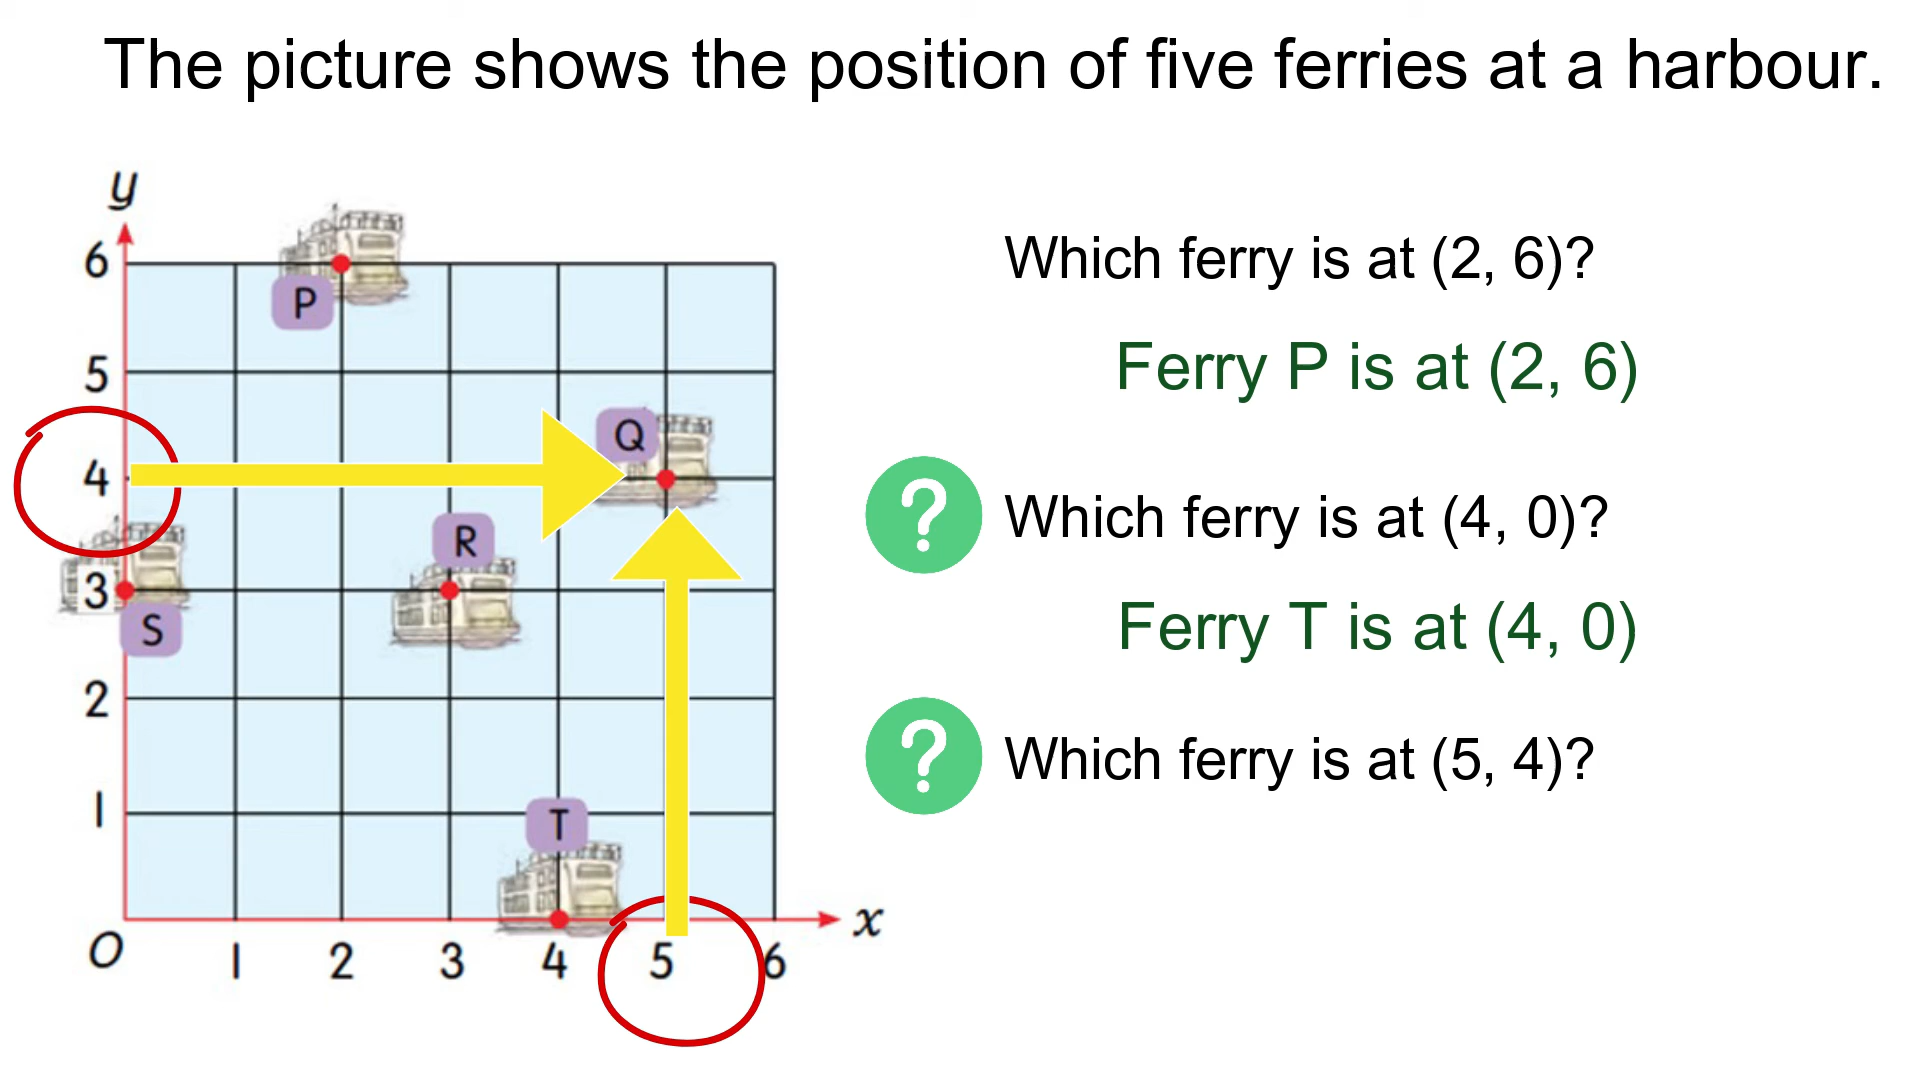 The picture shows the position of five ferries at a harbour.
y
6
P
5
Q
4
R
3
S
2
1
T
O
1 2 3 4 5 6
x
Which ferry is at (2, 6)?
Ferry P is at (2, 6)
? Which ferry is at (4, 0)?
Ferry T is at (4, 0)
? Which ferry is at (5, 4)?